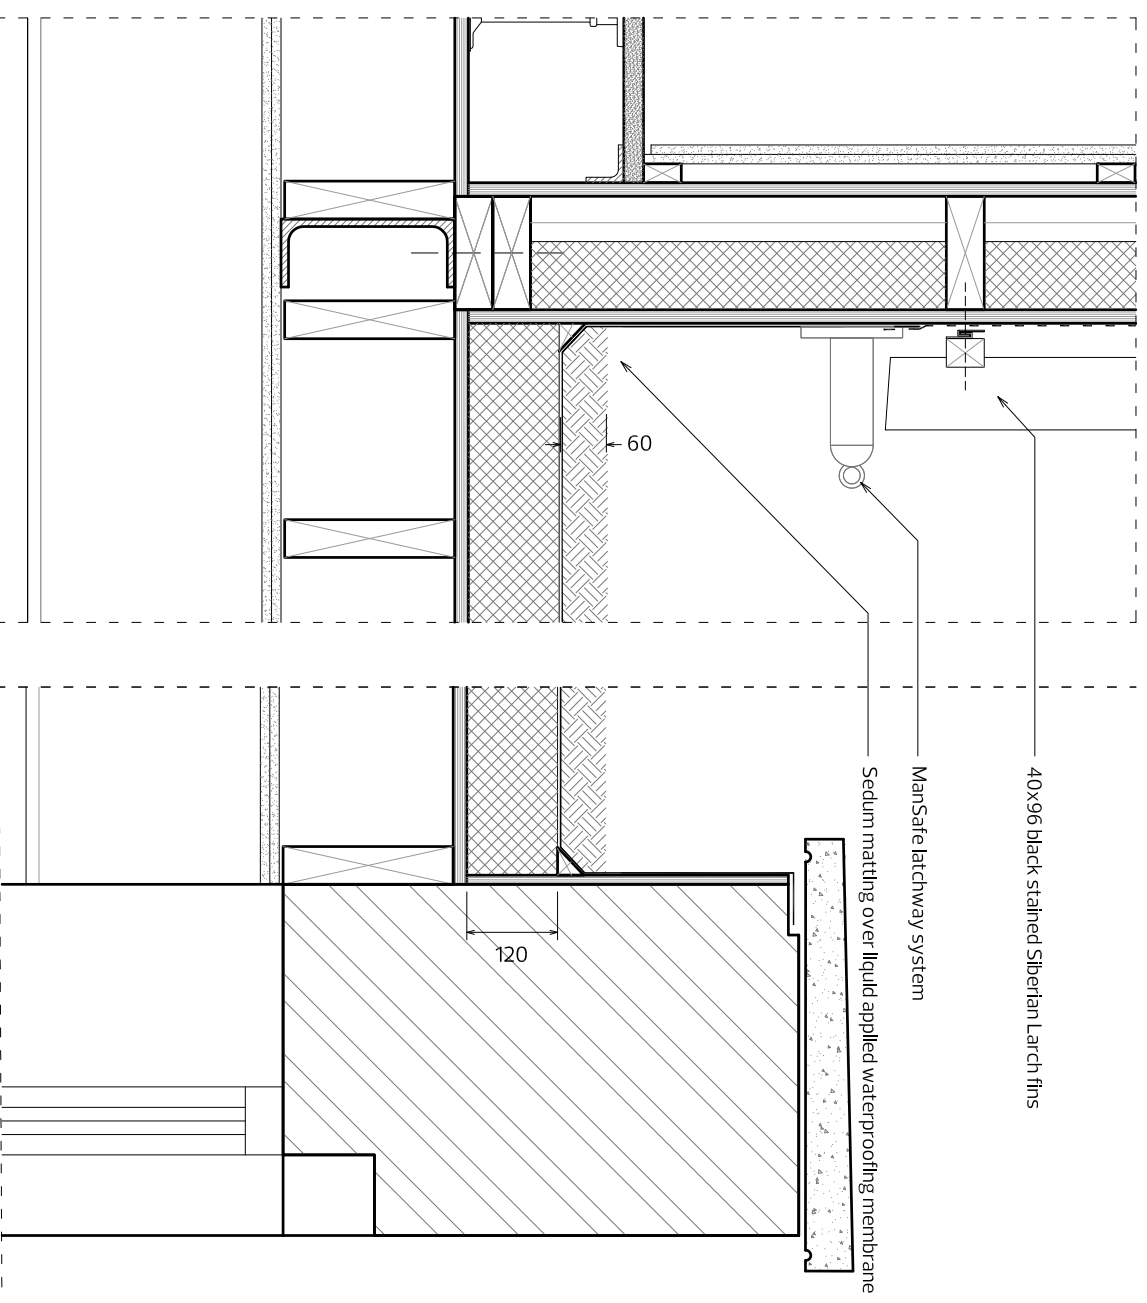 60
120
40x96 black stained Siberian Larch fins
ManSafe latchway system
Sedum matting over liquid applied waterproofing membrane